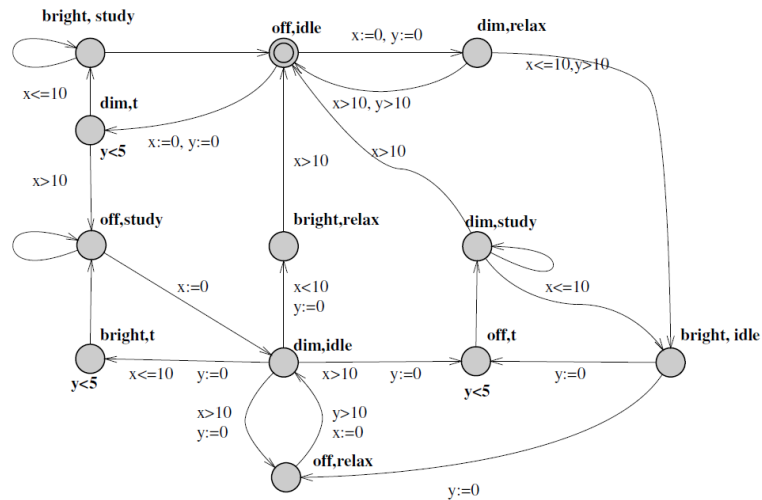 bright, study
off,idle
x:=0, y:=0
dim,relax
x<=10,y>10
x<=10
dim,t
x>10, y>10
y<5
x:=0, y:=0
x>10
x>10
x>10
off,study
bright,relax
dim,study
x:=0
x<10
y:=0
x<=10
bright,t
dim,idle
off,t
bright, idle
y<5
x<=10
y:=0
x>10
y:=0
y<5
y:=0
x>10
y:=0
y>10
x:=0
off,relax
y:=0